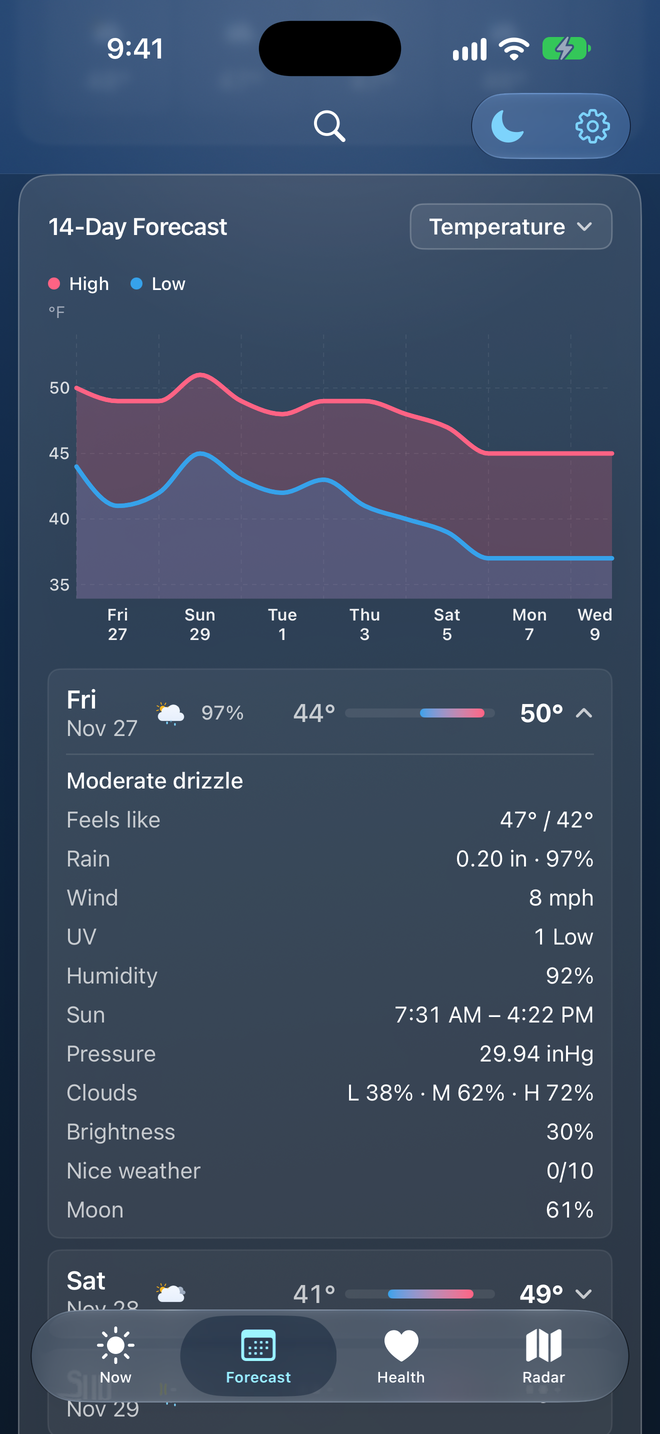 9:41
14-Day Forecast
Temperature
High Low
°F
50
45
40
35
Fri Sun Tue Thu Sat Mon Wed
27 29 1 3 5 7 9
Fri
Nov 27
97%
44°
50°
Moderate drizzle
Feels like 47° / 42°
Rain 0.20 in · 97%
Wind 8 mph
UV 1 Low
Humidity 92%
Sun 7:31 AM – 4:22 PM
Pressure 29.94 inHg
Clouds L 38% · M 62% · H 72%
Brightness 30%
Nice weather 0/10
Moon 61%
Sat
Nov 28
41°
49°
Now Forecast Health Radar
Sun
Nov 29